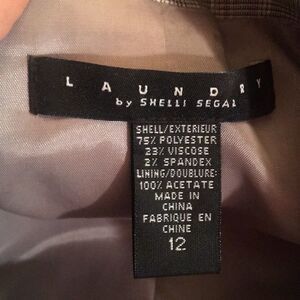 LAUNDRY
by SHELLI SEGAL
SHELL/EXTERIEUR
75% POLYESTER
23% VISCOSE
2% SPANDEX
LINING/DOUBLURE:
100% ACETATE
MADE IN
CHINA
FABRIQUE EN
CHINE
12